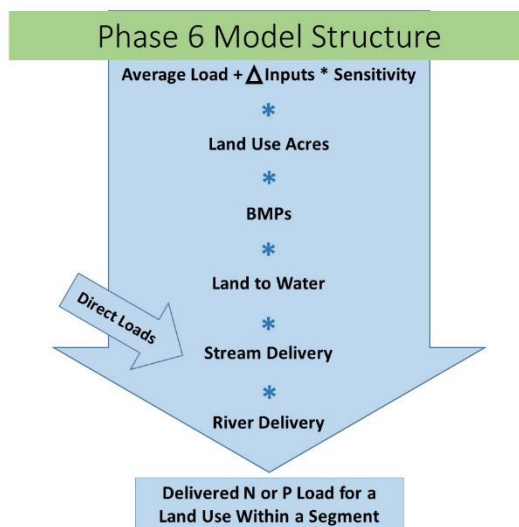 Phase 6 Model Structure
Average Load + Δ Inputs * Sensitivity
*
Land Use Acres
*
BMPs
*
Land to Water
*
Direct Loads
Stream Delivery
*
River Delivery
Delivered N or P Load for a
Land Use Within a Segment